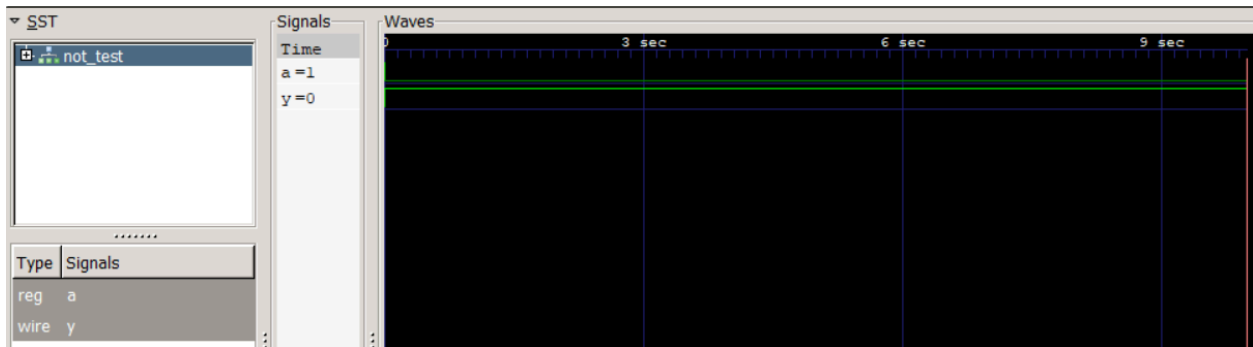 SST
not_test
Type Signals
reg a
wire y
Signals
Time
a=1
y=0
Waves
0 3 sec 6 sec 9 sec